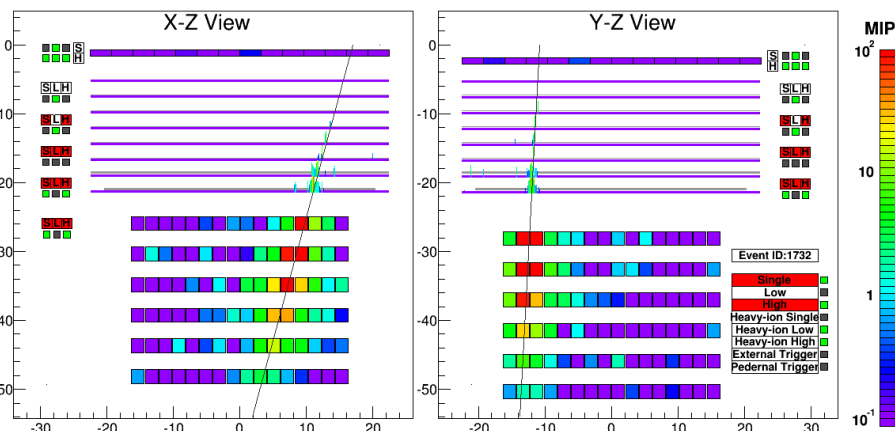 X-Z View
Y-Z View
MIP
S
H
S L H
S L H
S L H
S L H
S L H
0
-10
-20
-30
-40
-50
-30 -20 -10 0 10 20
S
H
S L H
S L H
S L H
S L H
0
-10
-20
-30
-40
-50
-20 -10 0 10 20 30
Event ID:1732
Single
Low
High
Heavy-ion Single
Heavy-ion Low
Heavy-ion High
External Trigger
Pedernal Trigger
10²
10
1
10⁻¹